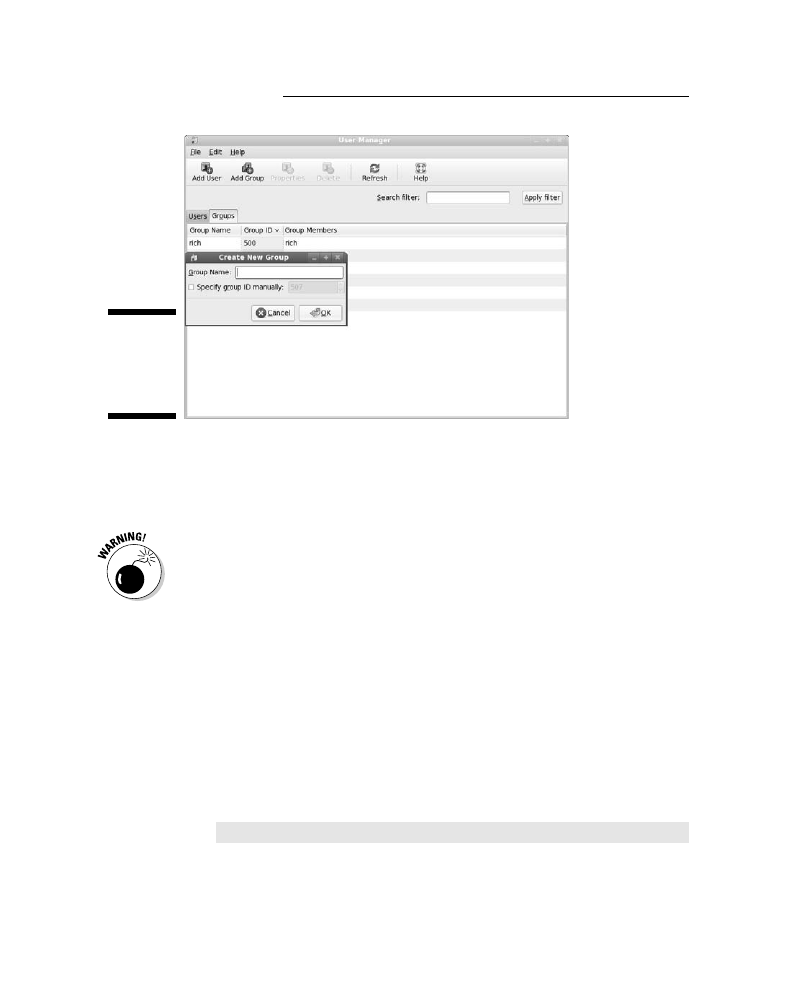 User Manager
File Edit Help
Add User Add Group Properties Delete Refresh Help
Search filter: Apply filter
Users Groups
Group Name Group ID Group Members
rich 500 rich
Create New Group
Group Name:
Specify group ID manually: 507
Cancel OK
WARNING!